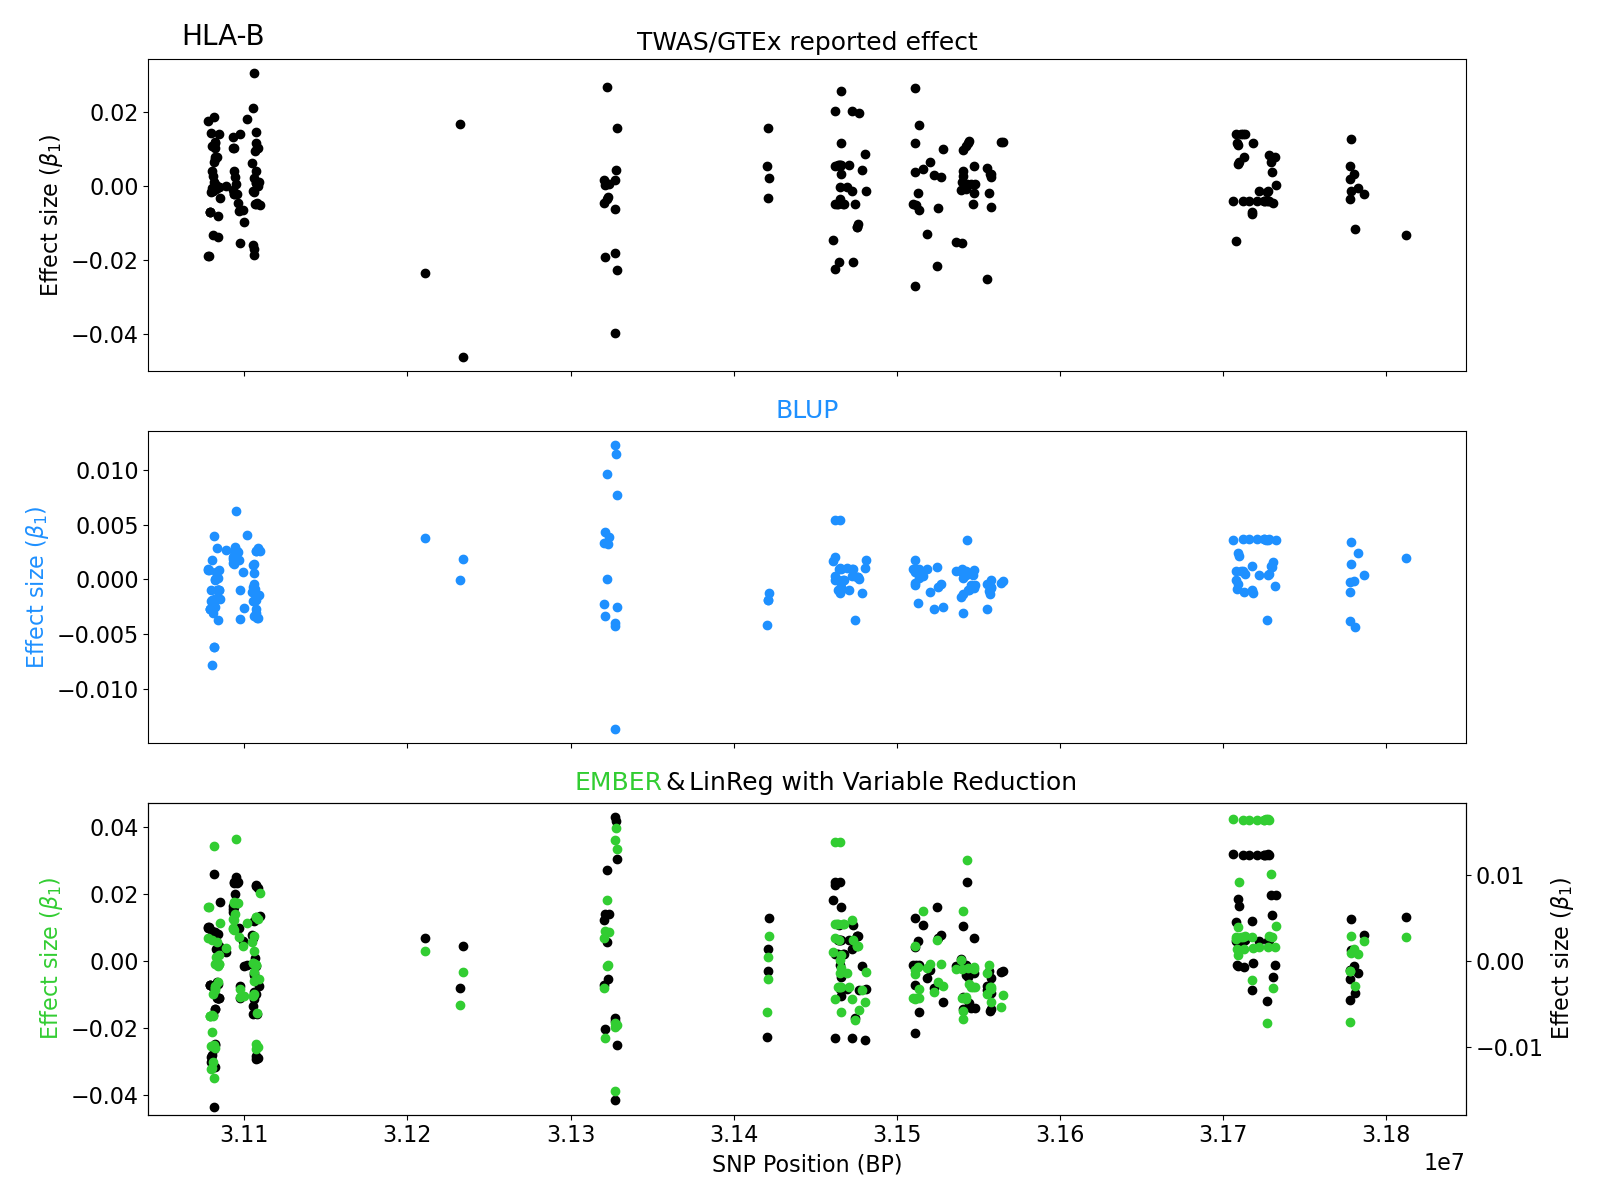 HLA-B
TWAS/GTEx reported effect
0.02
0.00
−0.02
−0.04
Effect size (β₁)
BLUP
0.010
0.005
0.000
−0.005
−0.010
Effect size (β₁)
EMBER & LinReg with Variable Reduction
0.04
0.02
0.00
−0.02
−0.04
Effect size (β₁)
0.01
0.00
−0.01
Effect size (β₁)
3.11 3.12 3.13 3.14 3.15 3.16 3.17 3.18
SNP Position (BP)
1e7